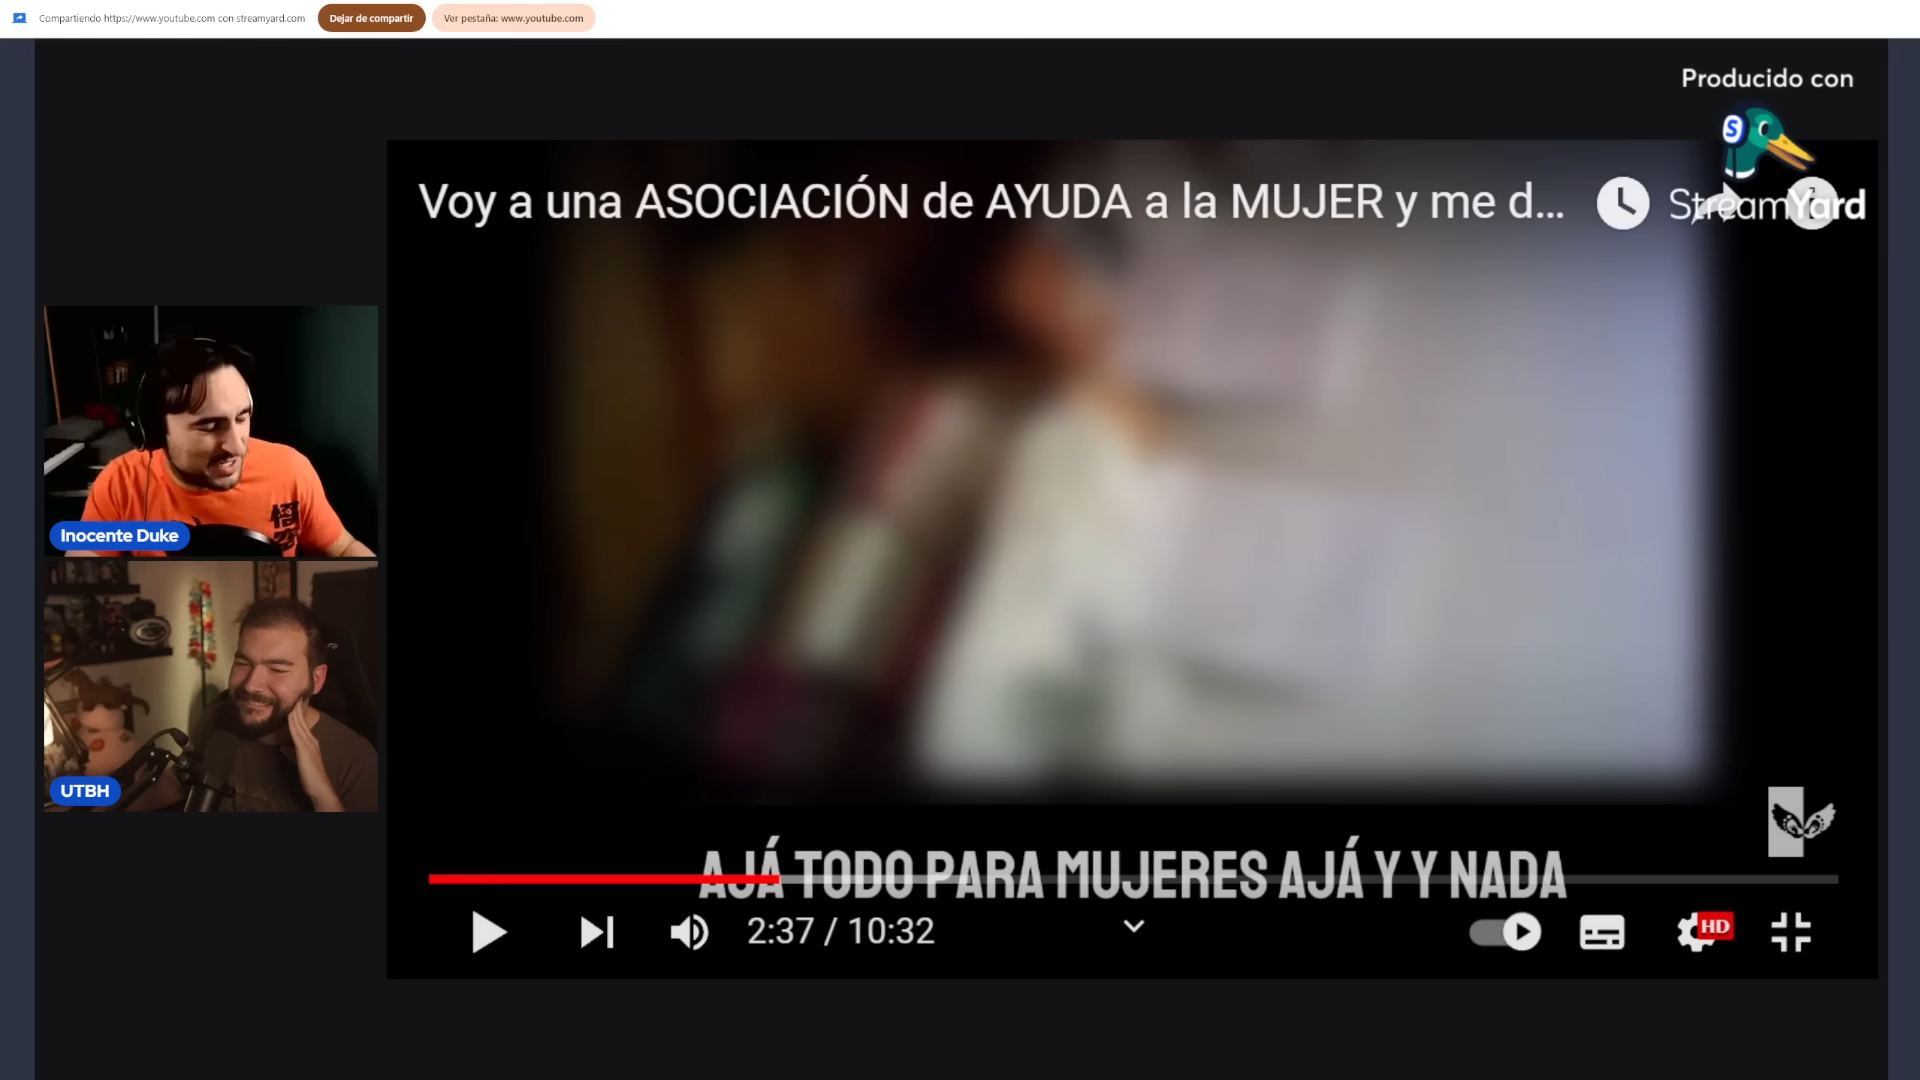 Compartiendo https://www.youtube.com con streamyard.com
Dejar de compartir
Ver pestaña: www.youtube.com
Producido con
S
StreamYard
Voy a una ASOCIACIÓN de AYUDA a la MUJER y me d...
Inocente Duke
UTBH
AJÁ TODO PARA MUJERES AJÁ Y Y NADA
2:37 / 10:32
HD